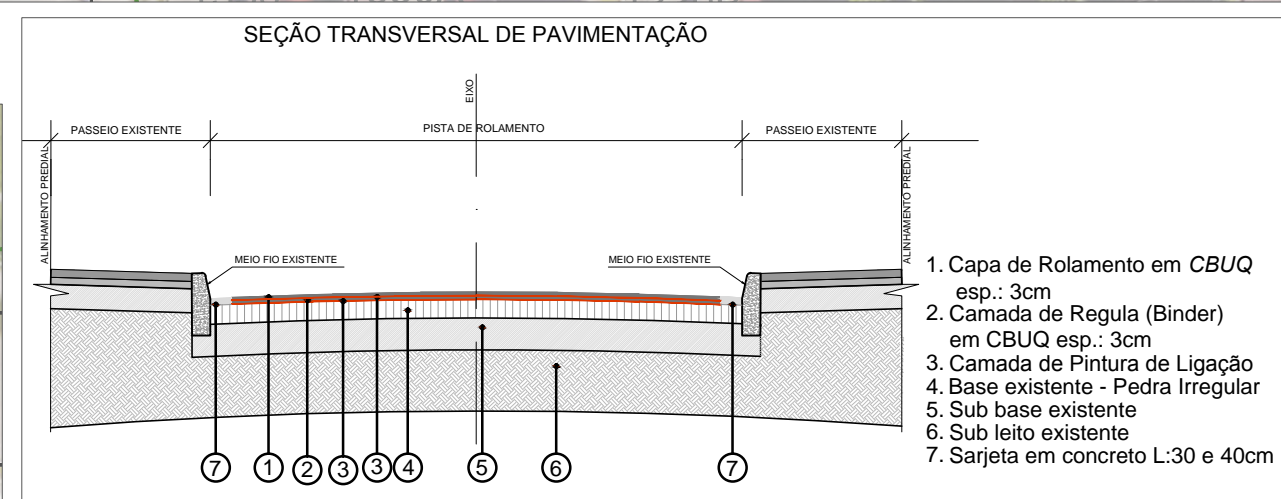 SEÇÃO TRANSVERSAL DE PAVIMENTAÇÃO
EIXO
PASSEIO EXISTENTE
PISTA DE ROLAMENTO
PASSEIO EXISTENTE
ALINHAMENTO PREDIAL
ALINHAMENTO PREDIAL
MEIO FIO EXISTENTE
MEIO FIO EXISTENTE
1. Capa de Rolamento em CBUQ
esp.: 3cm
2. Camada de Regula (Binder)
em CBUQ esp.: 3cm
3. Camada de Pintura de Ligação
4. Base existente - Pedra Irregular
5. Sub base existente
6. Sub leito existente
7. Sarjeta em concreto L:30 e 40cm
7 1 2 3 3 4 5 6 7